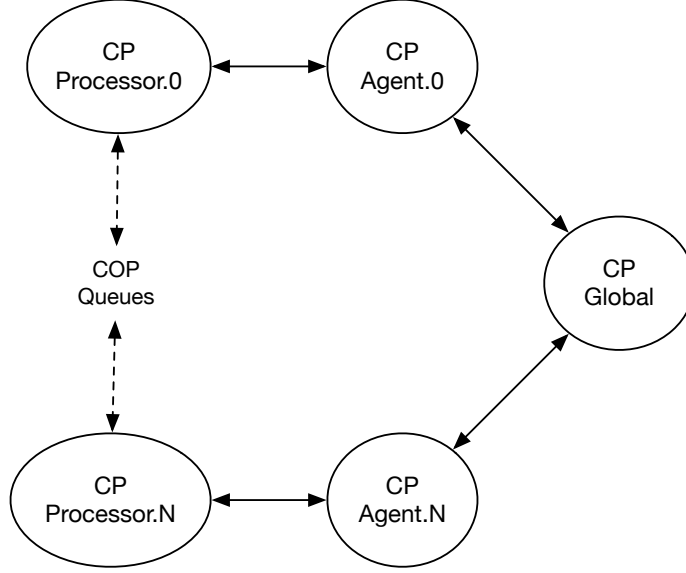 CP
Processor.0
CP
Agent.0
COP
Queues
CP
Global
CP
Processor.N
CP
Agent.N